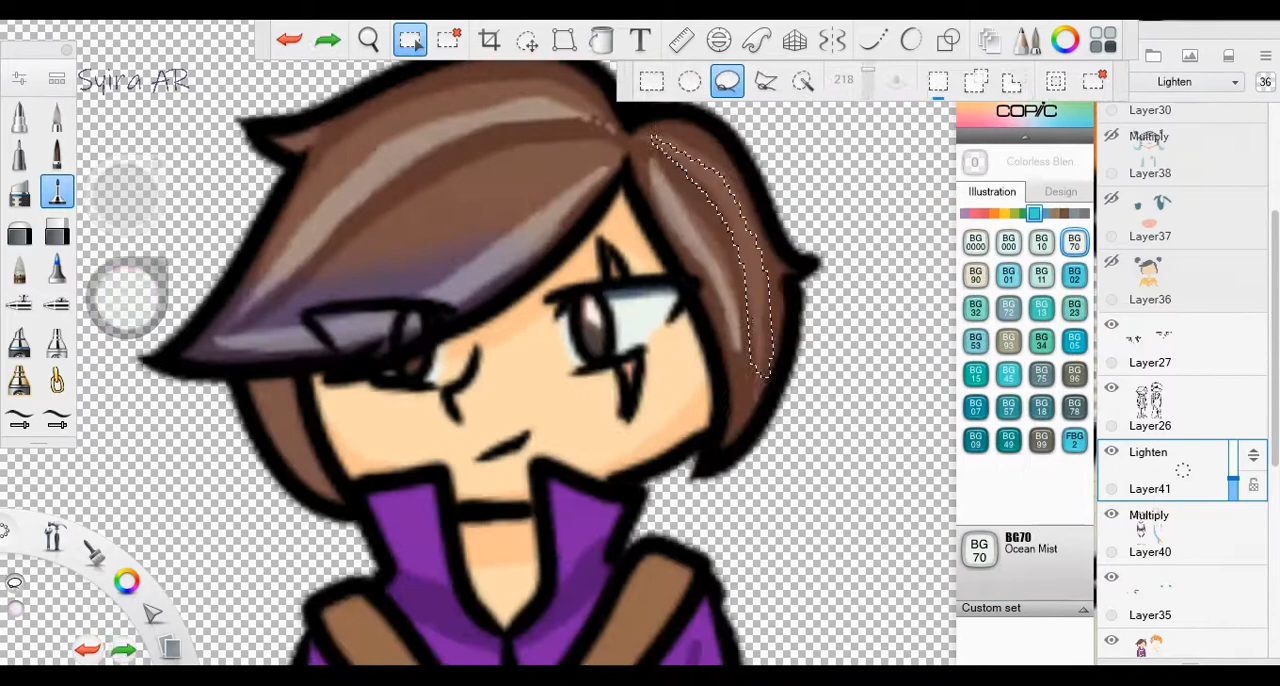 Syira AR
T
218
Lighten
36
COPIC
0
Colorless Blen.
Illustration
Design
BG 0000
BG 000
BG 10
BG 70
BG 90
BG 01
BG 11
BG 02
BG 32
BG 72
BG 13
BG 23
BG 53
BG 93
BG 34
BG 05
BG 15
BG 45
BG 75
BG 96
BG 07
BG 57
BG 18
BG 78
BG 09
BG 49
BG 99
FBG 2
BG 70
BG70
Ocean Mist
Custom set
Layer30
Multiply
Layer38
Layer37
Layer36
Layer27
Layer26
Lighten
Layer41
Multiply
Layer40
Layer35